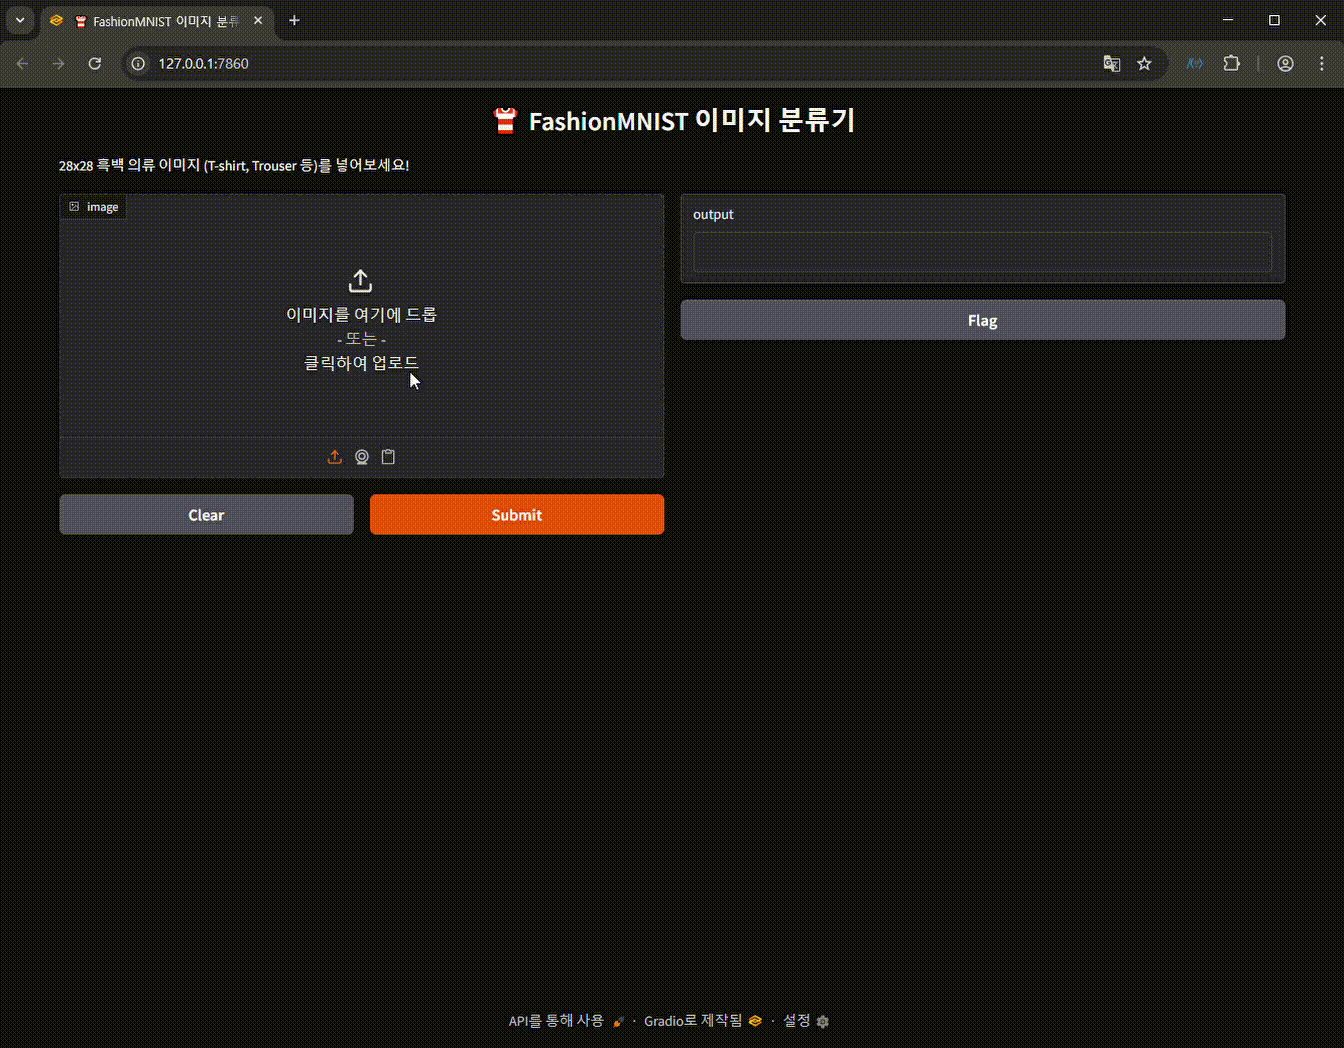 FashionMNIST 이미지 분류
127.0.0.1:7860
FashionMNIST 이미지 분류기
28x28 흑백 의류 이미지 (T-shirt, Trouser 등)를 넣어보세요!
image
이미지를 여기에 드롭
- 또는 -
클릭하여 업로드
Clear
Submit
output
Flag
API를 통해 사용 · Gradio로 제작됨 · 설정